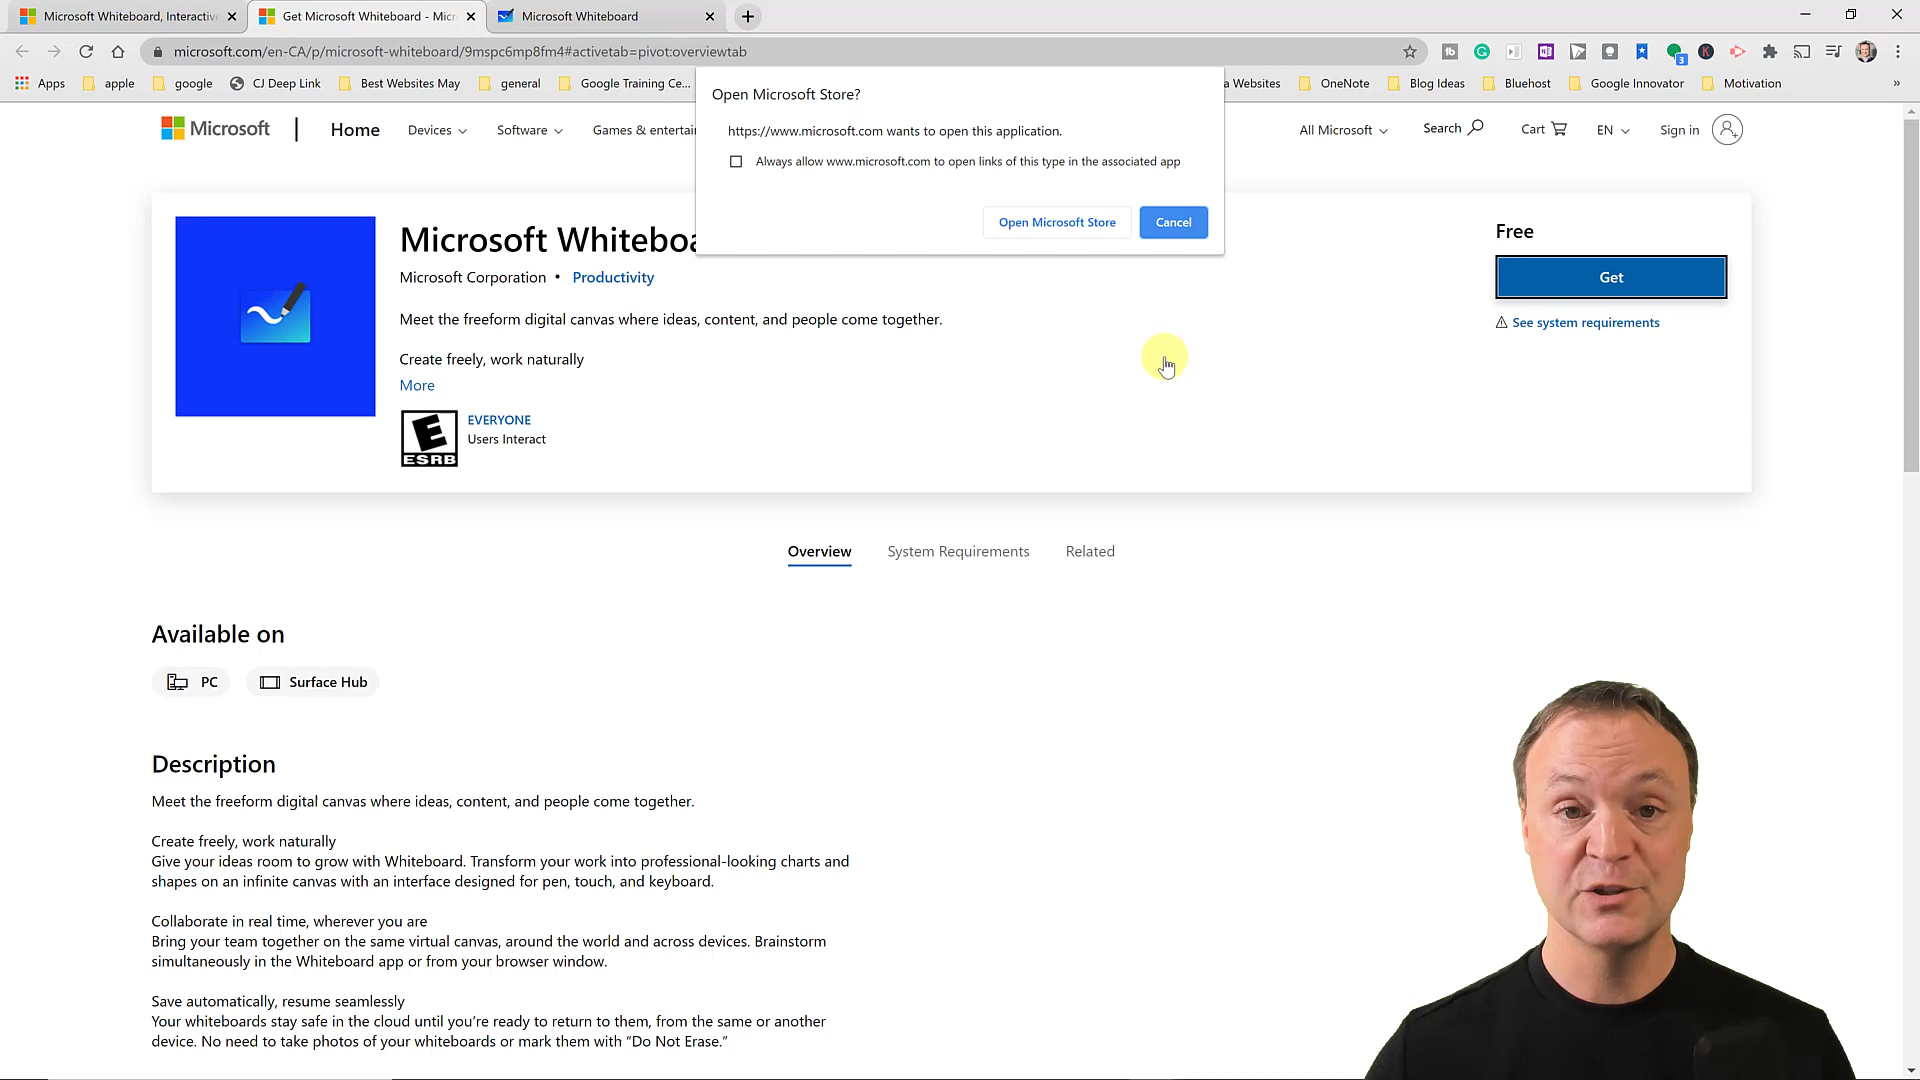 Microsoft Whiteboard, Interactive
Get Microsoft Whiteboard - Micr
Microsoft Whiteboard
microsoft.com/en-CA/p/microsoft-whiteboard/9mspc6mp8fm4#activetab=pivot:overviewtab
Apps
apple
google
CJ Deep Link
Best Websites May
general
Google Training Ce...
a Websites
OneNote
Blog Ideas
Bluehost
Google Innovator
Motivation
»
Open Microsoft Store?
https://www.microsoft.com wants to open this application.
Always allow www.microsoft.com to open links of this type in the associated app
Open Microsoft Store
Cancel
Microsoft
Home
Devices
Software
Games & entertai
All Microsoft
Search
Cart
EN
Sign in
Microsoft Whiteboa
Microsoft Corporation • Productivity
Meet the freeform digital canvas where ideas, content, and people come together.
Create freely, work naturally
More
E
ESRB
EVERYONE
Users Interact
Free
Get
See system requirements
Overview
System Requirements
Related
Available on
PC
Surface Hub
Description
Meet the freeform digital canvas where ideas, content, and people come together.
Create freely, work naturally
Give your ideas room to grow with Whiteboard. Transform your work into professional-looking charts and
shapes on an infinite canvas with an interface designed for pen, touch, and keyboard.
Collaborate in real time, wherever you are
Bring your team together on the same virtual canvas, around the world and across devices. Brainstorm
simultaneously in the Whiteboard app or from your browser window.
Save automatically, resume seamlessly
Your whiteboards stay safe in the cloud until you’re ready to return to them, from the same or another
device. No need to take photos of your whiteboards or mark them with “Do Not Erase.”